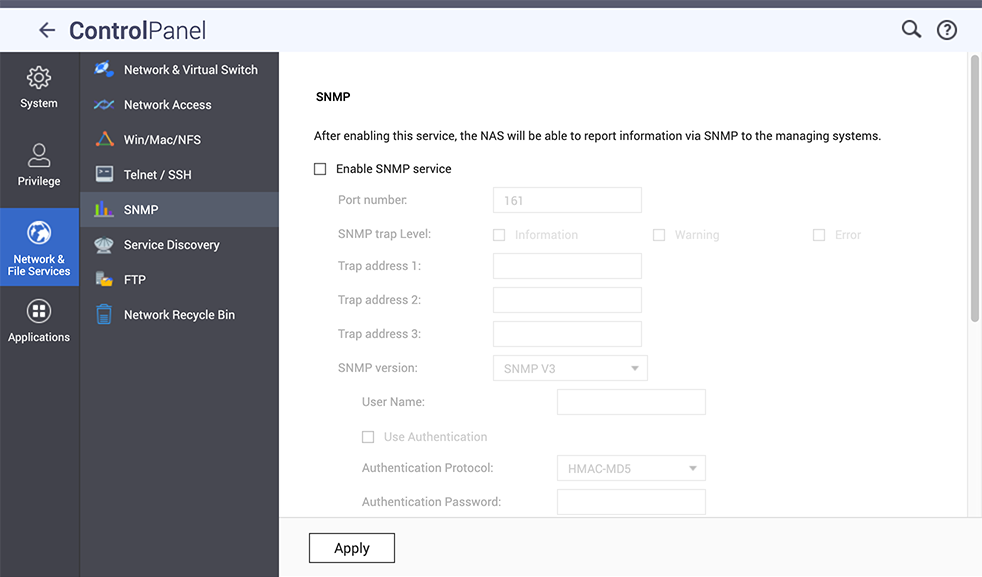 ControlPanel
System
Privilege
Network &
File Services
Applications
Network & Virtual Switch
Network Access
Win/Mac/NFS
Telnet / SSH
SNMP
Service Discovery
FTP
Network Recycle Bin
SNMP
After enabling this service, the NAS will be able to report information via SNMP to the managing systems.
Enable SNMP service
Port number: 161
SNMP trap Level: Information Warning Error
Trap address 1:
Trap address 2:
Trap address 3:
SNMP version: SNMP V3
User Name:
Use Authentication
Authentication Protocol: HMAC-MD5
Authentication Password:
Apply